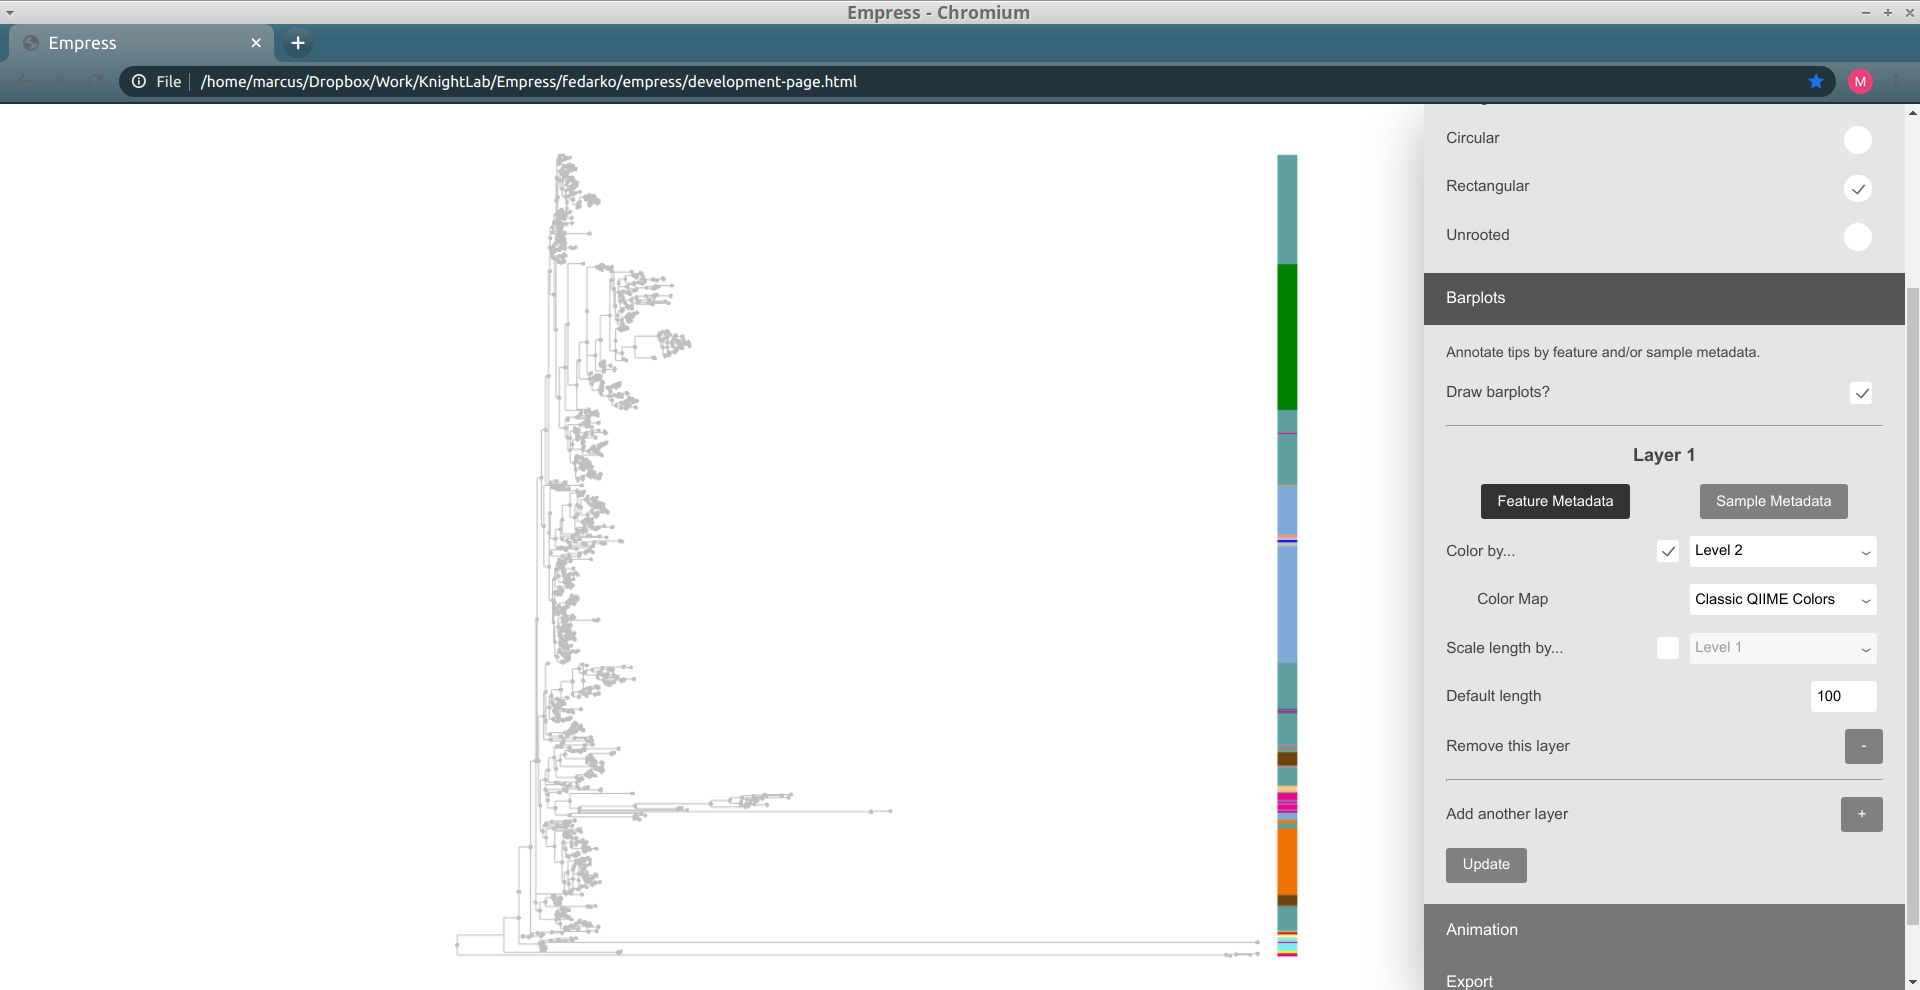 Empress - Chromium
Empress
File /home/marcus/Dropbox/Work/KnightLab/Empress/fedarko/empress/development-page.html
M
Circular
Rectangular
Unrooted
Barplots
Annotate tips by feature and/or sample metadata.
Draw barplots?
Layer 1
Feature Metadata Sample Metadata
Color by... Level 2
Color Map Classic QIIME Colors
Scale length by... Level 1
Default length 100
Remove this layer -
Add another layer +
Update
Animation
Export